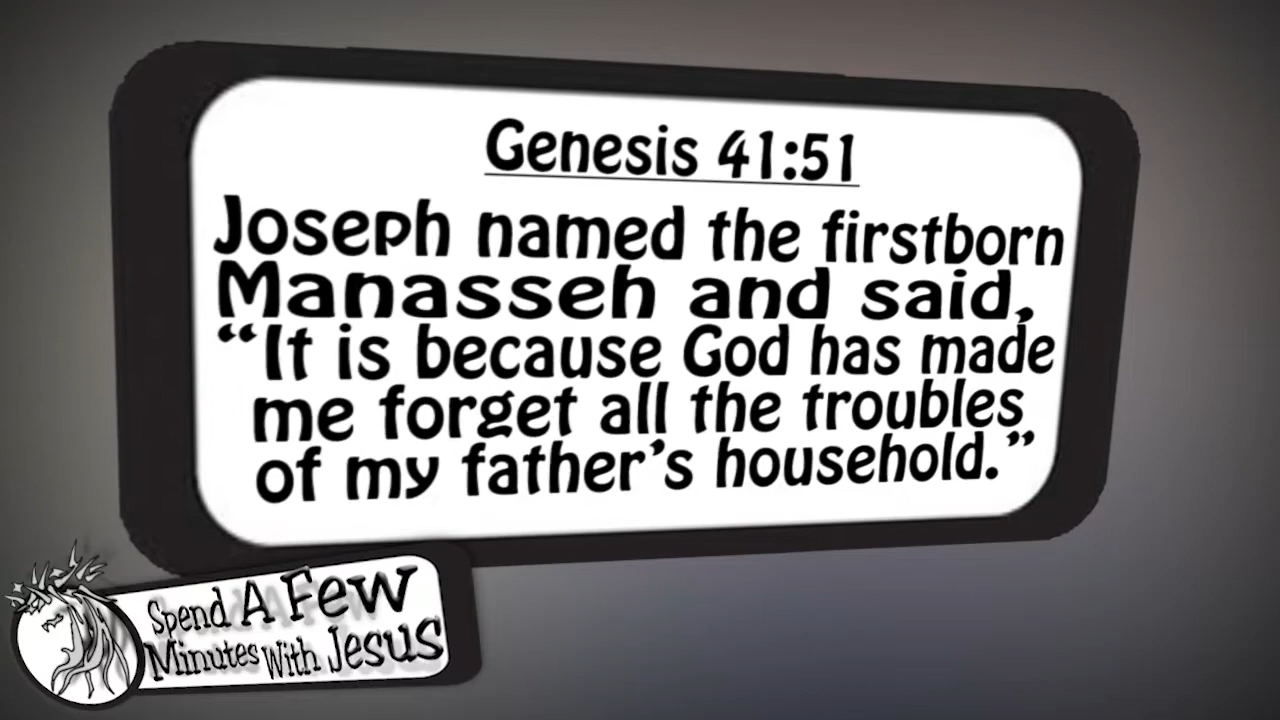 Genesis 41:51
Joseph named the firstborn
Manasseh and said,
“It is because God has made
me forget all the troubles
of my father’s household.”
Spend A Few
Minutes With Jesus